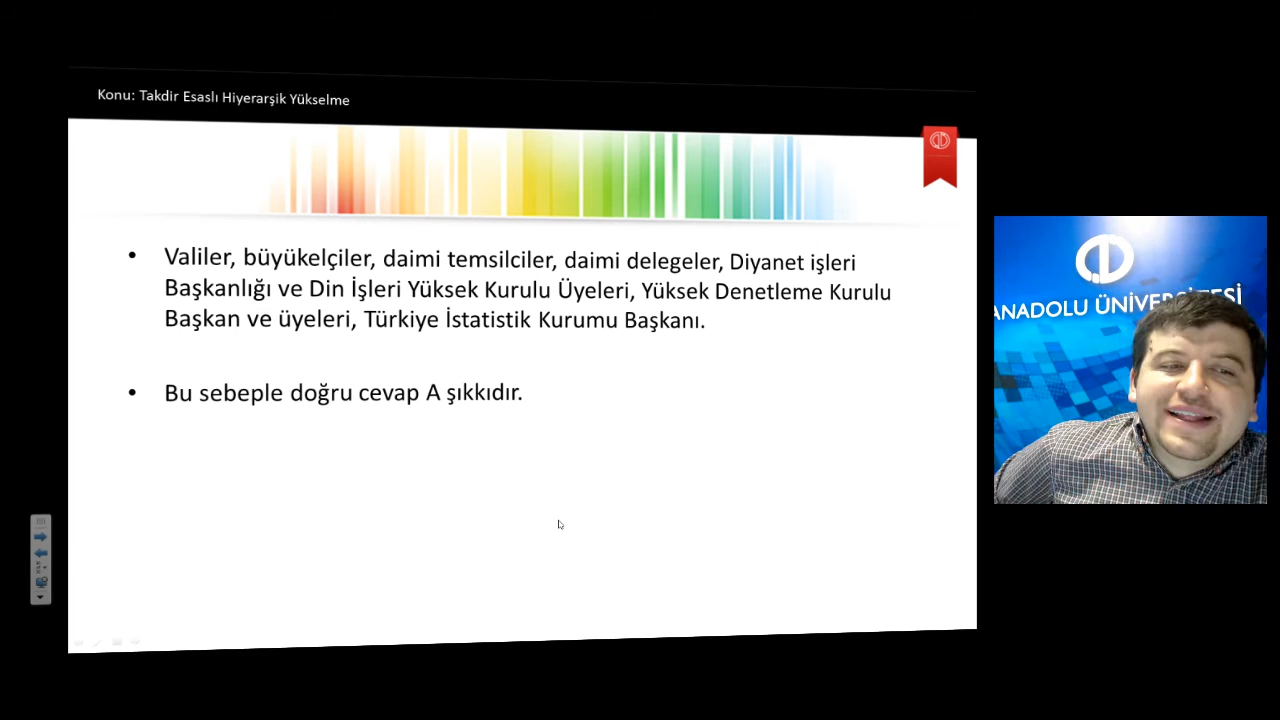 Konu: Takdir Esaslı Hiyerarşik Yükselme
• Valiler, büyükelçiler, daimi temsilciler, daimi delegeler, Diyanet işleri
Başkanlığı ve Din İşleri Yüksek Kurulu Üyeleri, Yüksek Denetleme Kurulu
Başkan ve üyeleri, Türkiye İstatistik Kurumu Başkanı.
• Bu sebeple doğru cevap A şıkkıdır.
ANADOLU ÜNİVERSİTESİ